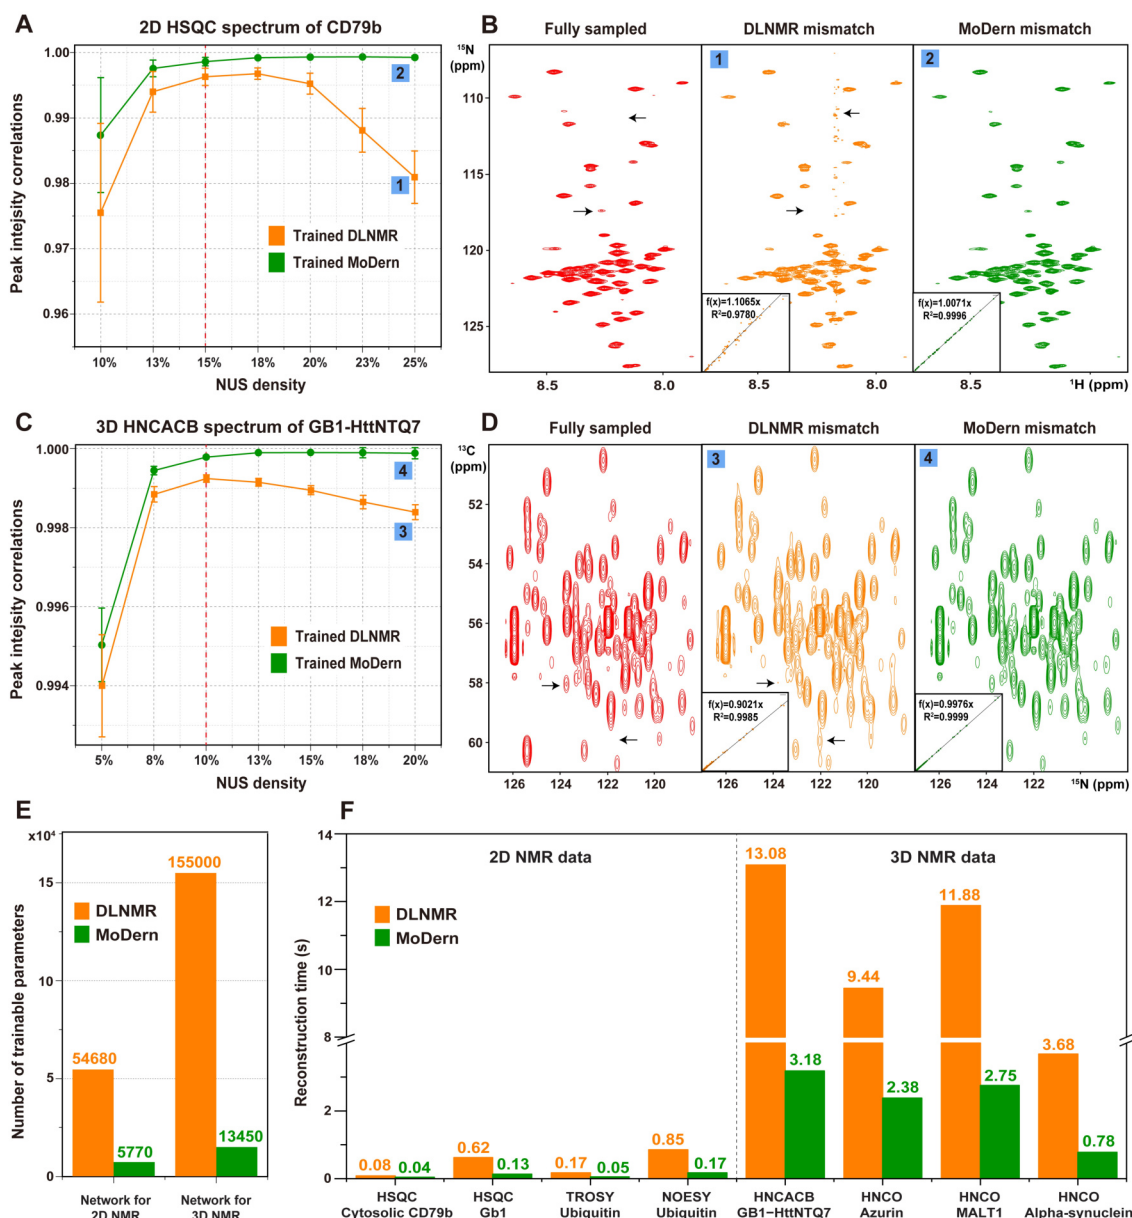 A
2D HSQC spectrum of CD79b
Peak intejsity correlations
1.00
0.99
0.98
0.97
0.96
2
1
Trained DLNMR
Trained MoDern
10% 13% 15% 18% 20% 23% 25%
NUS density
B
Fully sampled DLNMR mismatch MoDern mismatch
¹⁵N
(ppm)
1 2
110
115
120
125
f(x)=1.1065x
R²=0.9780
f(x)=1.0071x
R²=0.9996
8.5 8.0 8.5 8.0 8.5 ¹H (ppm)
C
3D HNCACB spectrum of GB1-HttNTQ7
Peak intejsity correlations
1.000
0.998
0.996
0.994
4
3
Trained DLNMR
Trained MoDern
5% 8% 10% 13% 15% 18% 20%
NUS density
D
Fully sampled DLNMR mismatch MoDern mismatch
¹³C
(ppm)
3 4
52
54
56
58
60
f(x)=0.9021x
R²=0.9985
f(x)=0.9976x
R²=0.9999
126 124 122 120 126 124 122 120 126 124 122 ¹⁵N (ppm)
E
x10⁴
Number of trainable parameters
15
10
5
0
155000
54680
13450
5770
DLNMR
MoDern
Network for
2D NMR
Network for
3D NMR
F
Reconstruction time (s)
14
12
10
8
2
0
2D NMR data 3D NMR data
DLNMR
MoDern
0.08 0.04 0.62 0.13 0.17 0.05 0.85 0.17 13.08 3.18 9.44 2.38 11.88 2.75 3.68 0.78
HSQC HSQC TROSY NOESY HNCACB HNCO HNCO HNCO
Cytosolic CD79b Gb1 Ubiquitin Ubiquitin GB1−HttNTQ7 Azurin MALT1 Alpha-synuclein